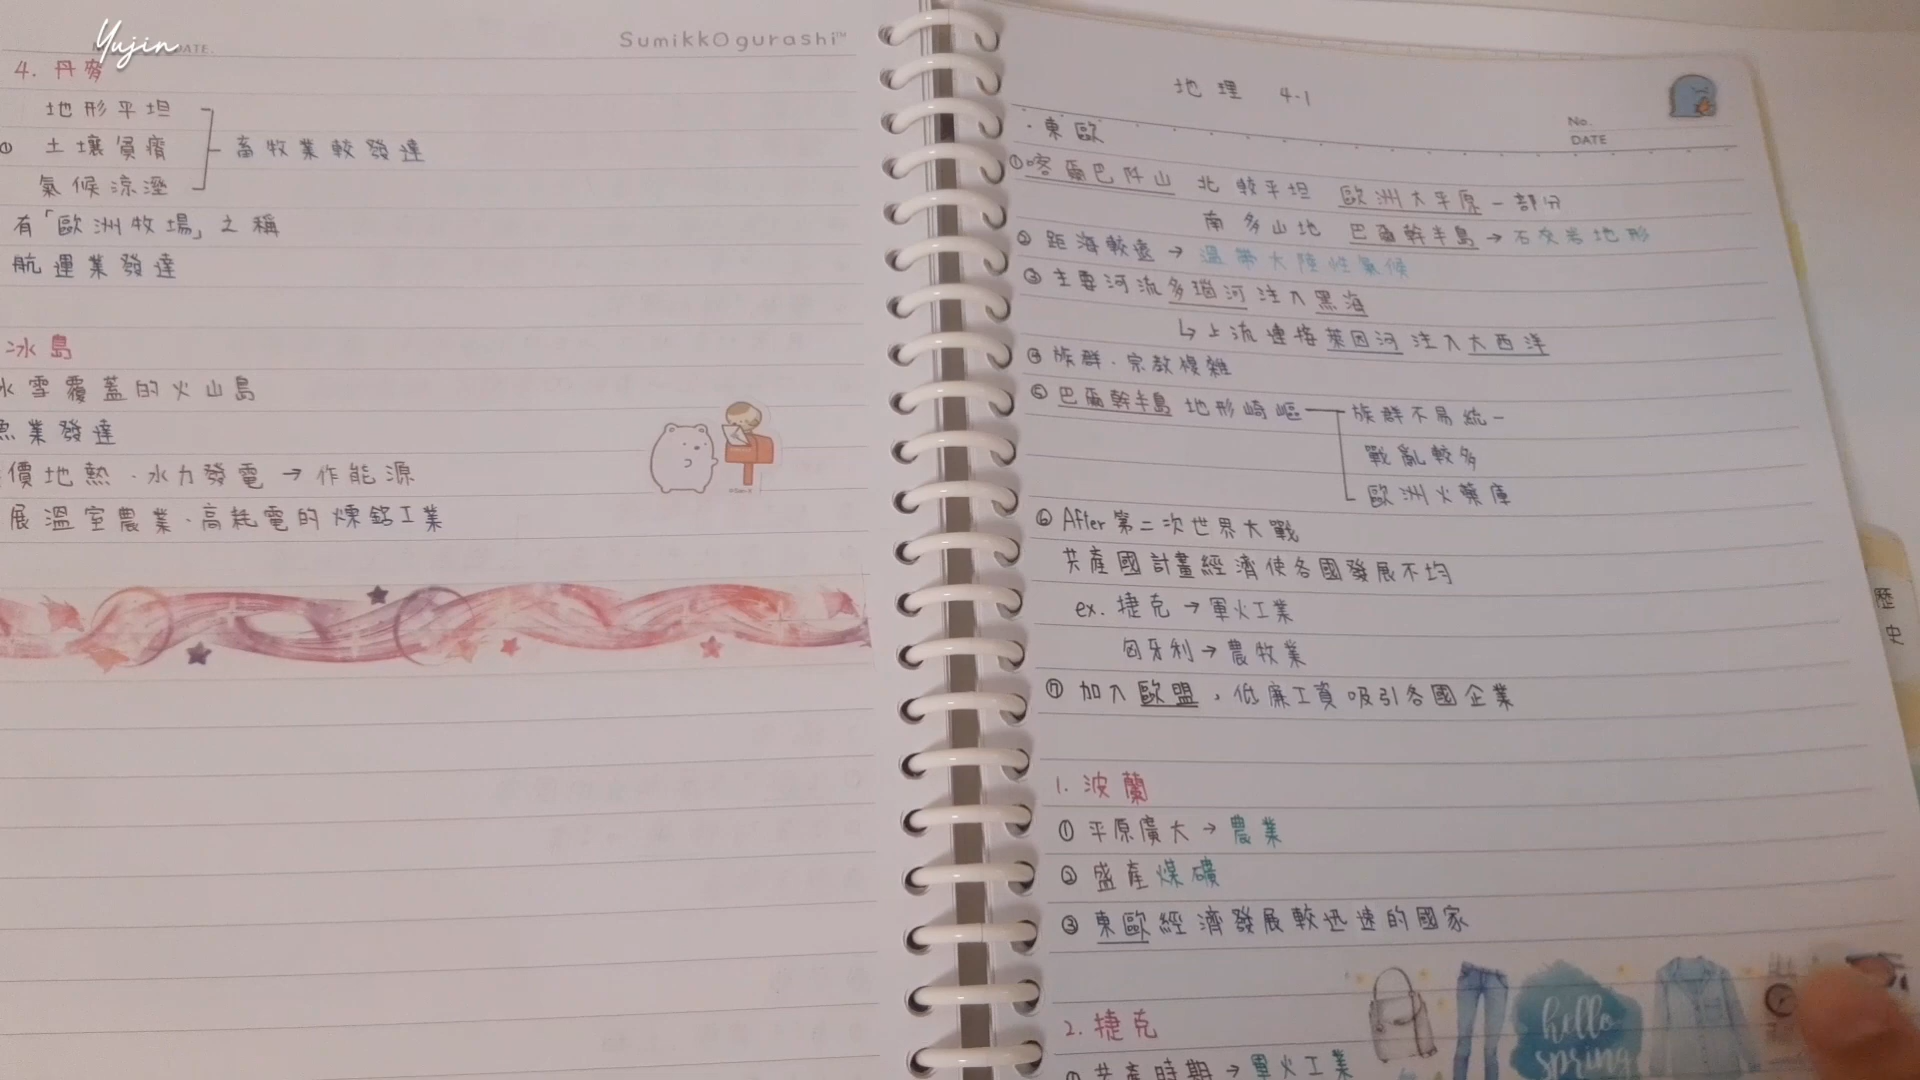 Yujin
DATE.
SumikkOgurashi™
4. 丹麥
地形平坦
① 土壤貧瘠
氣候涼溼
畜牧業較發達
有「歐洲牧場」之稱
航運業發達
冰島
冰雪覆蓋的火山島
漁業發達
價地熱、水力發電 → 作能源
展溫室農業、高耗電的煉鋁工業
地理 4-1
No.
DATE
・東歐
①喀爾巴阡山 北 較平坦 歐洲大平原一部分
南 多山地 巴爾幹半島 → 石灰岩地形
② 距海較遠 → 溫帶大陸性氣候
③ 主要河流多瑙河注入黑海
↳ 上流連接萊因河注入大西洋
④ 族群、宗教複雜
⑤ 巴爾幹半島 地形崎嶇
族群不易統一
戰亂較多
歐洲火藥庫
⑥ After 第二次世界大戰
共產國計畫經濟使各國發展不均
ex. 捷克 → 軍火工業
匈牙利 → 農牧業
⑦ 加入歐盟，低廉工資吸引各國企業
1. 波蘭
① 平原廣大 → 農業
② 盛產煤礦
③ 東歐經濟發展較迅速的國家
2. 捷克
① 共產時期 → 軍火工業
hello
spring
歷史